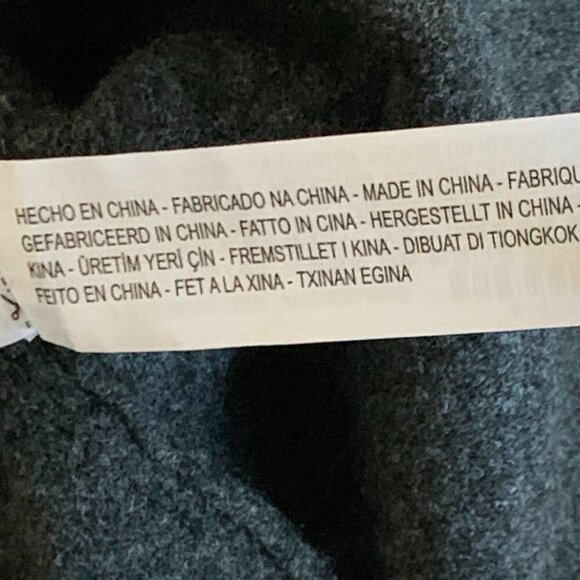 HECHO EN CHINA - FABRICADO NA CHINA - MADE IN CHINA - FABRIQU
GEFABRICEERD IN CHINA - FATTO IN CINA - HERGESTELLT IN CHINA -
KINA - ÜRETİM YERİ ÇİN - FREMSTILLET I KINA - DIBUAT DI TIONGKOK
FEITO EN CHINA - FET A LA XINA - TXINAN EGINA